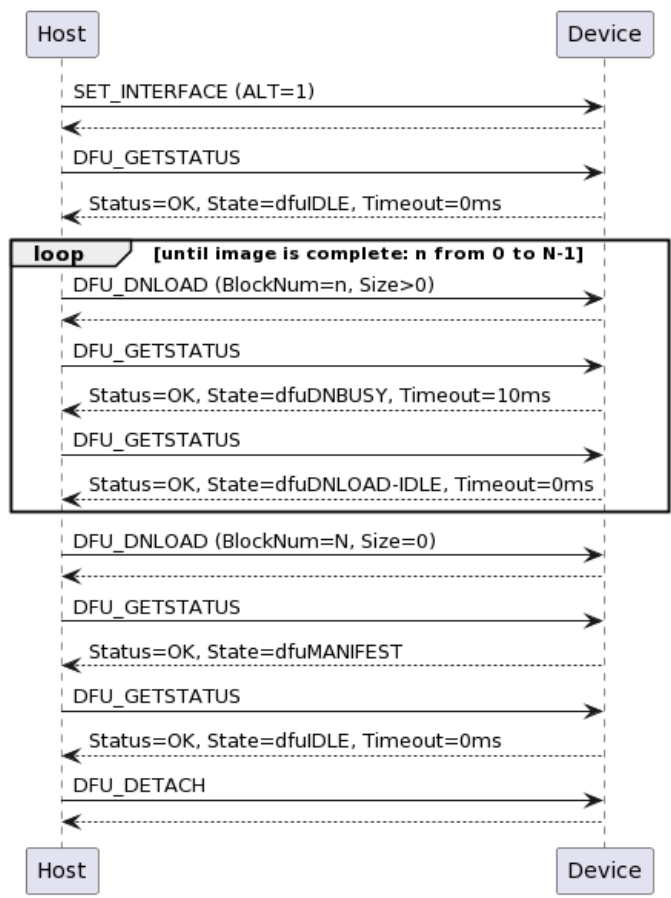 Host Device
SET_INTERFACE (ALT=1)
DFU_GETSTATUS
Status=OK, State=dfuIDLE, Timeout=0ms
loop [until image is complete: n from 0 to N-1]
DFU_DNLOAD (BlockNum=n, Size>0)
DFU_GETSTATUS
Status=OK, State=dfuDNBUSY, Timeout=10ms
DFU_GETSTATUS
Status=OK, State=dfuDNLOAD-IDLE, Timeout=0ms
DFU_DNLOAD (BlockNum=N, Size=0)
DFU_GETSTATUS
Status=OK, State=dfuMANIFEST
DFU_GETSTATUS
Status=OK, State=dfuIDLE, Timeout=0ms
DFU_DETACH
Host Device